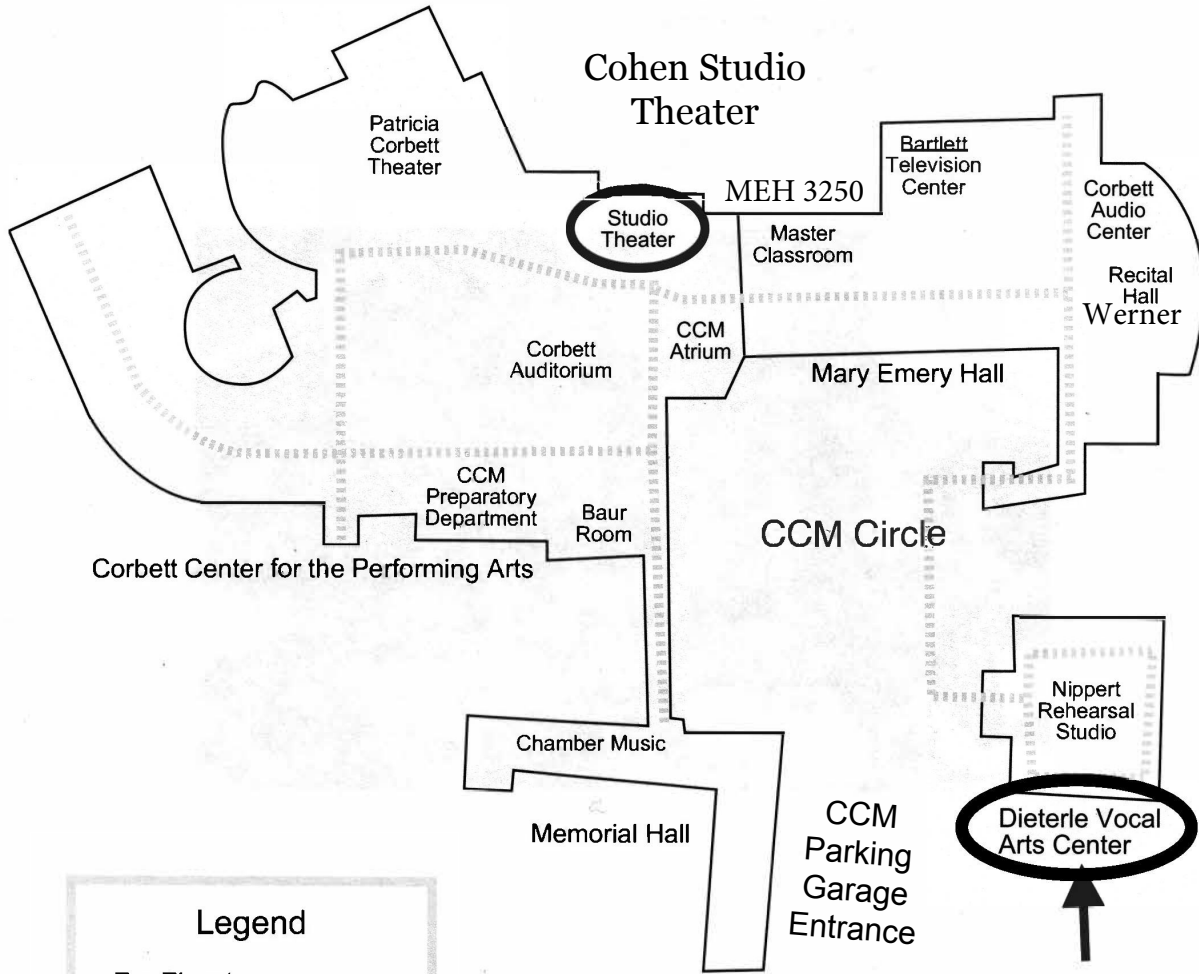 Cohen Studio
Theater
Patricia
Corbett
Theater
Bartlett
Television
Center
MEH 3250
Corbett
Audio
Center
Studio
Theater
Master
Classroom
Recital
Hall
Werner
CCM
Atrium
Corbett
Auditorium
Mary Emery Hall
CCM
Preparatory
Department
Baur
Room
CCM Circle
Corbett Center for the Performing Arts
Nippert
Rehearsal
Studio
Chamber Music
Memorial Hall
CCM
Parking
Garage
Entrance
Dieterle Vocal
Arts Center
Legend